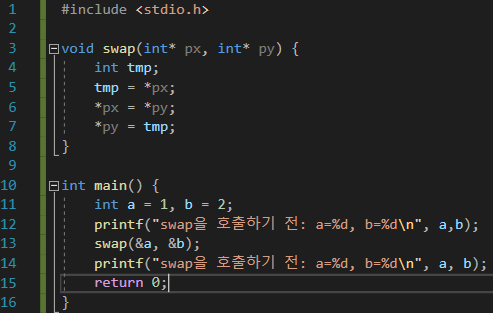 1 #include <stdio.h>
2
3 void swap(int* px, int* py) {
4 int tmp;
5 tmp = *px;
6 *px = *py;
7 *py = tmp;
8 }
9
10 int main() {
11 int a = 1, b = 2;
12 printf("swap을 호출하기 전: a=%d, b=%d\n", a,b);
13 swap(&a, &b);
14 printf("swap을 호출하기 전: a=%d, b=%d\n", a, b);
15 return 0;
16 }